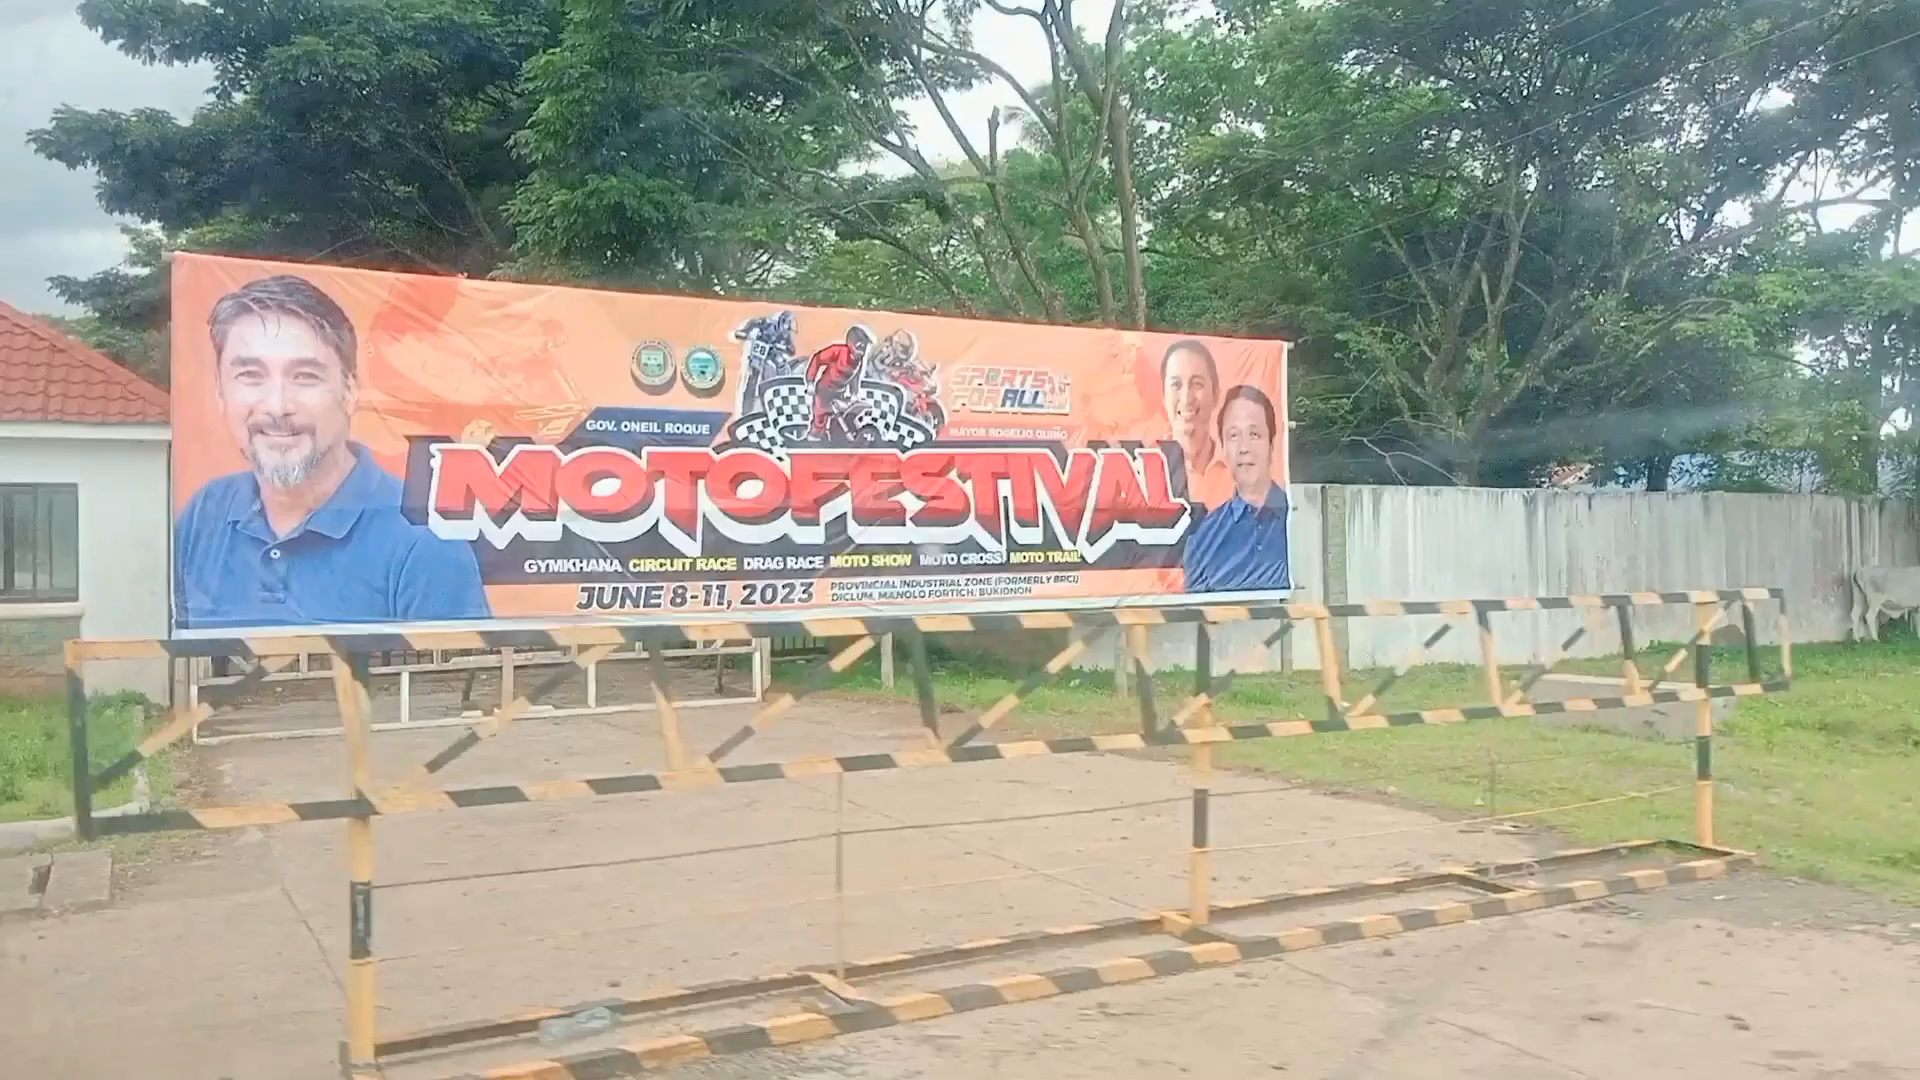 SPORTS
FOR ALL
GOV. ONEIL ROQUE
MAYOR ROGELIO QUIÑO
28
MOTOFESTIVAL
GYMKHANA CIRCUIT RACE DRAG RACE MOTO SHOW MOTO CROSS MOTO TRAIL
JUNE 8-11, 2023
PROVINCIAL INDUSTRIAL ZONE (FORMERLY BRCI)
DICLUM, MANOLO FORTICH, BUKIDNON